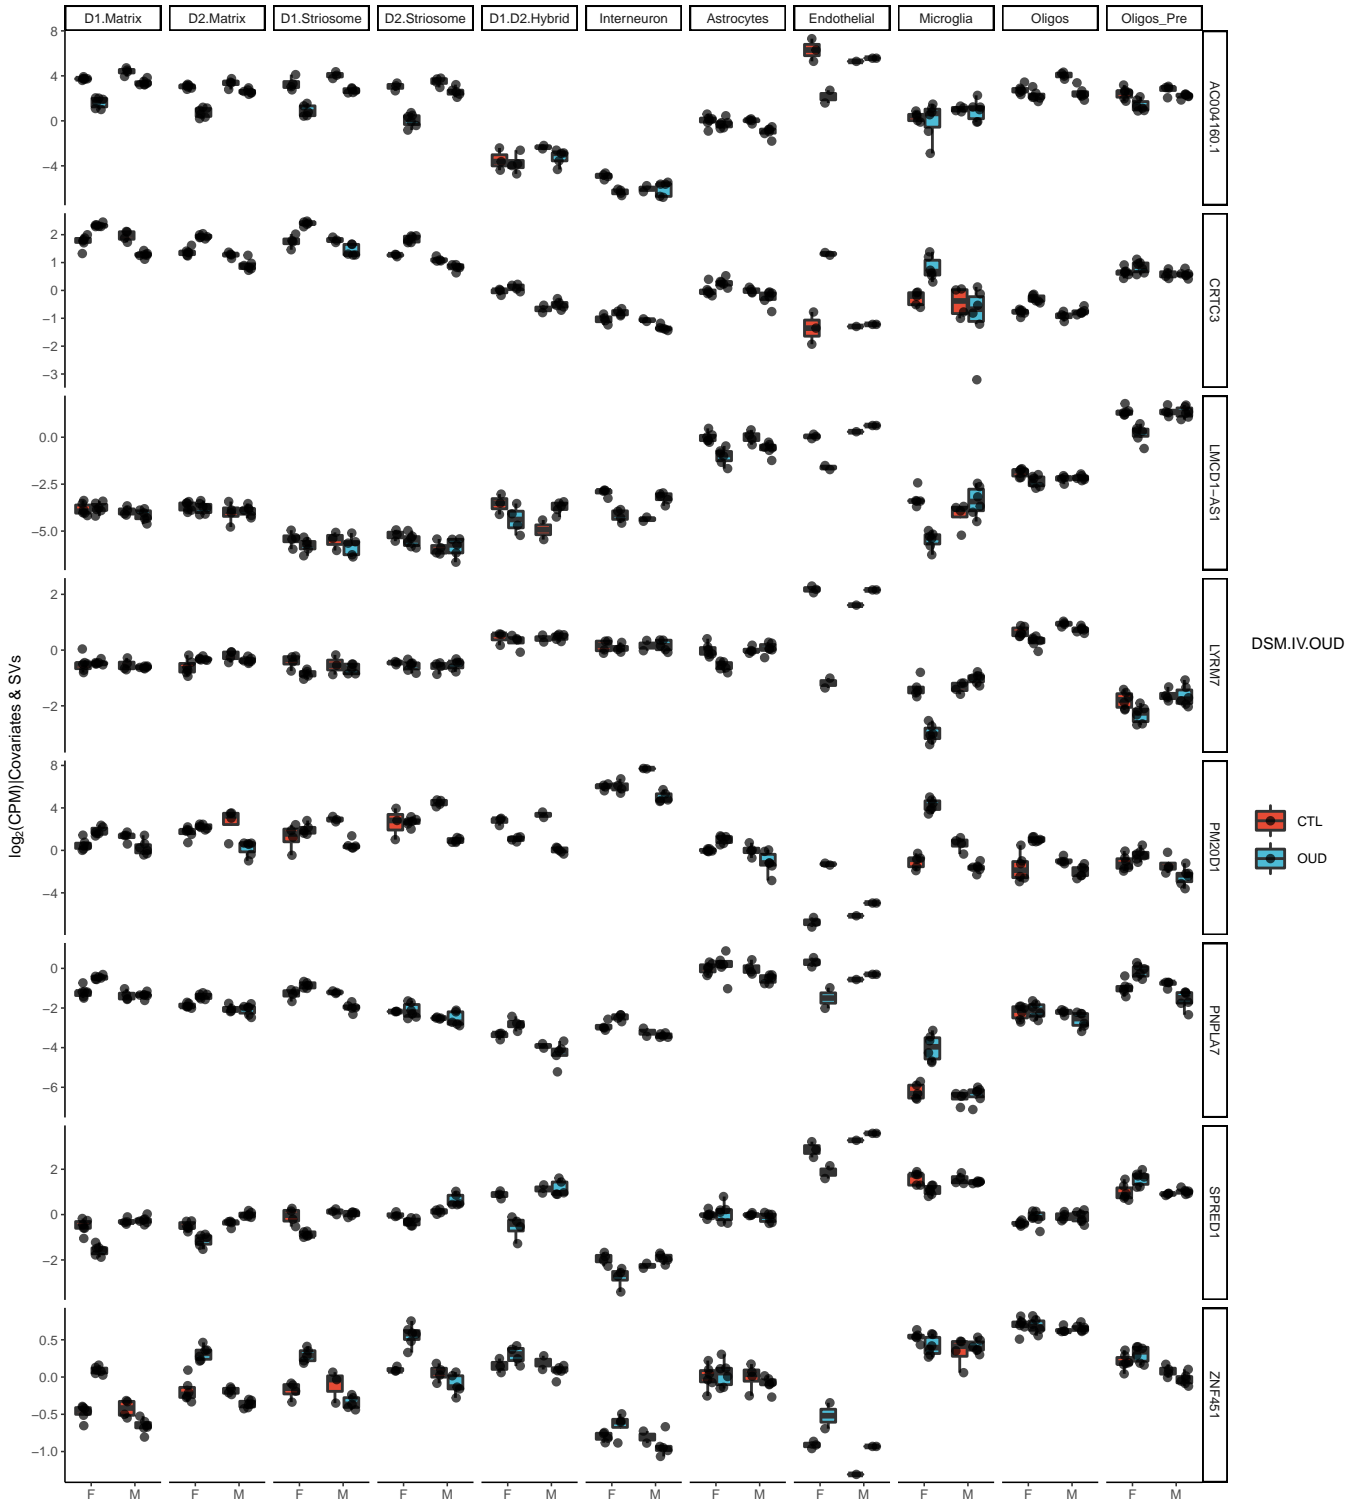 D1.Matrix D2.Matrix D1.Striosome D2.Striosome D1.D2.Hybrid Interneuron Astrocytes Endothelial Microglia Oligos Oligos_Pre
8
4
0
−4
AC004160.1
2
1
0
−1
−2
−3
CRTC3
0.0
−2.5
−5.0
LMCD1−AS1
2
0
−2
LYRM7
log2(CPM)|Covariates & SVs
DSM.IV.OUD
CTL
OUD
8
4
0
−4
PM20D1
0
−2
−4
−6
PNPLA7
2
0
−2
SPRED1
0.5
0.0
−0.5
−1.0
ZNF451
F M F M F M F M F M F M F M F M F M F M F M